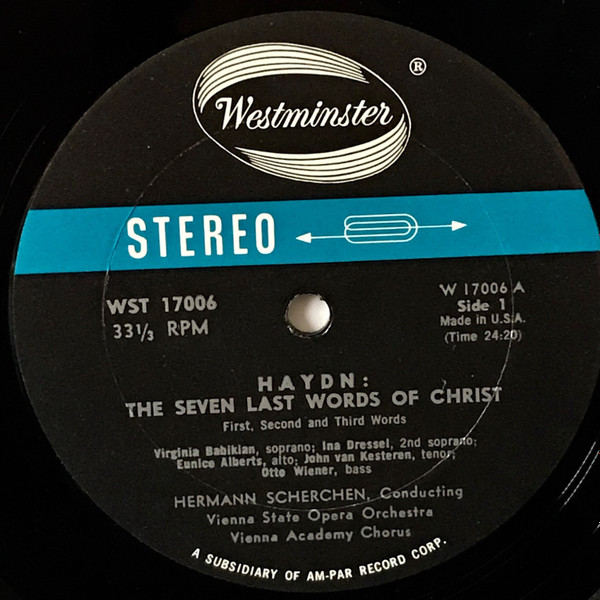 Westminster ®
STEREO
WST 17006
33⅓ RPM
W 17006 A
Side 1
Made in U.S.A.
(Time 24:20)
HAYDN:
THE SEVEN LAST WORDS OF CHRIST
First, Second and Third Words
Virginia Babikian, soprano; Ina Dressel, 2nd soprano;
Eunice Alberts, alto; John van Kesteren, tenor;
Otto Wiener, bass
HERMANN SCHERCHEN, Conducting
Vienna State Opera Orchestra
Vienna Academy Chorus
A SUBSIDIARY OF AM-PAR RECORD CORP.